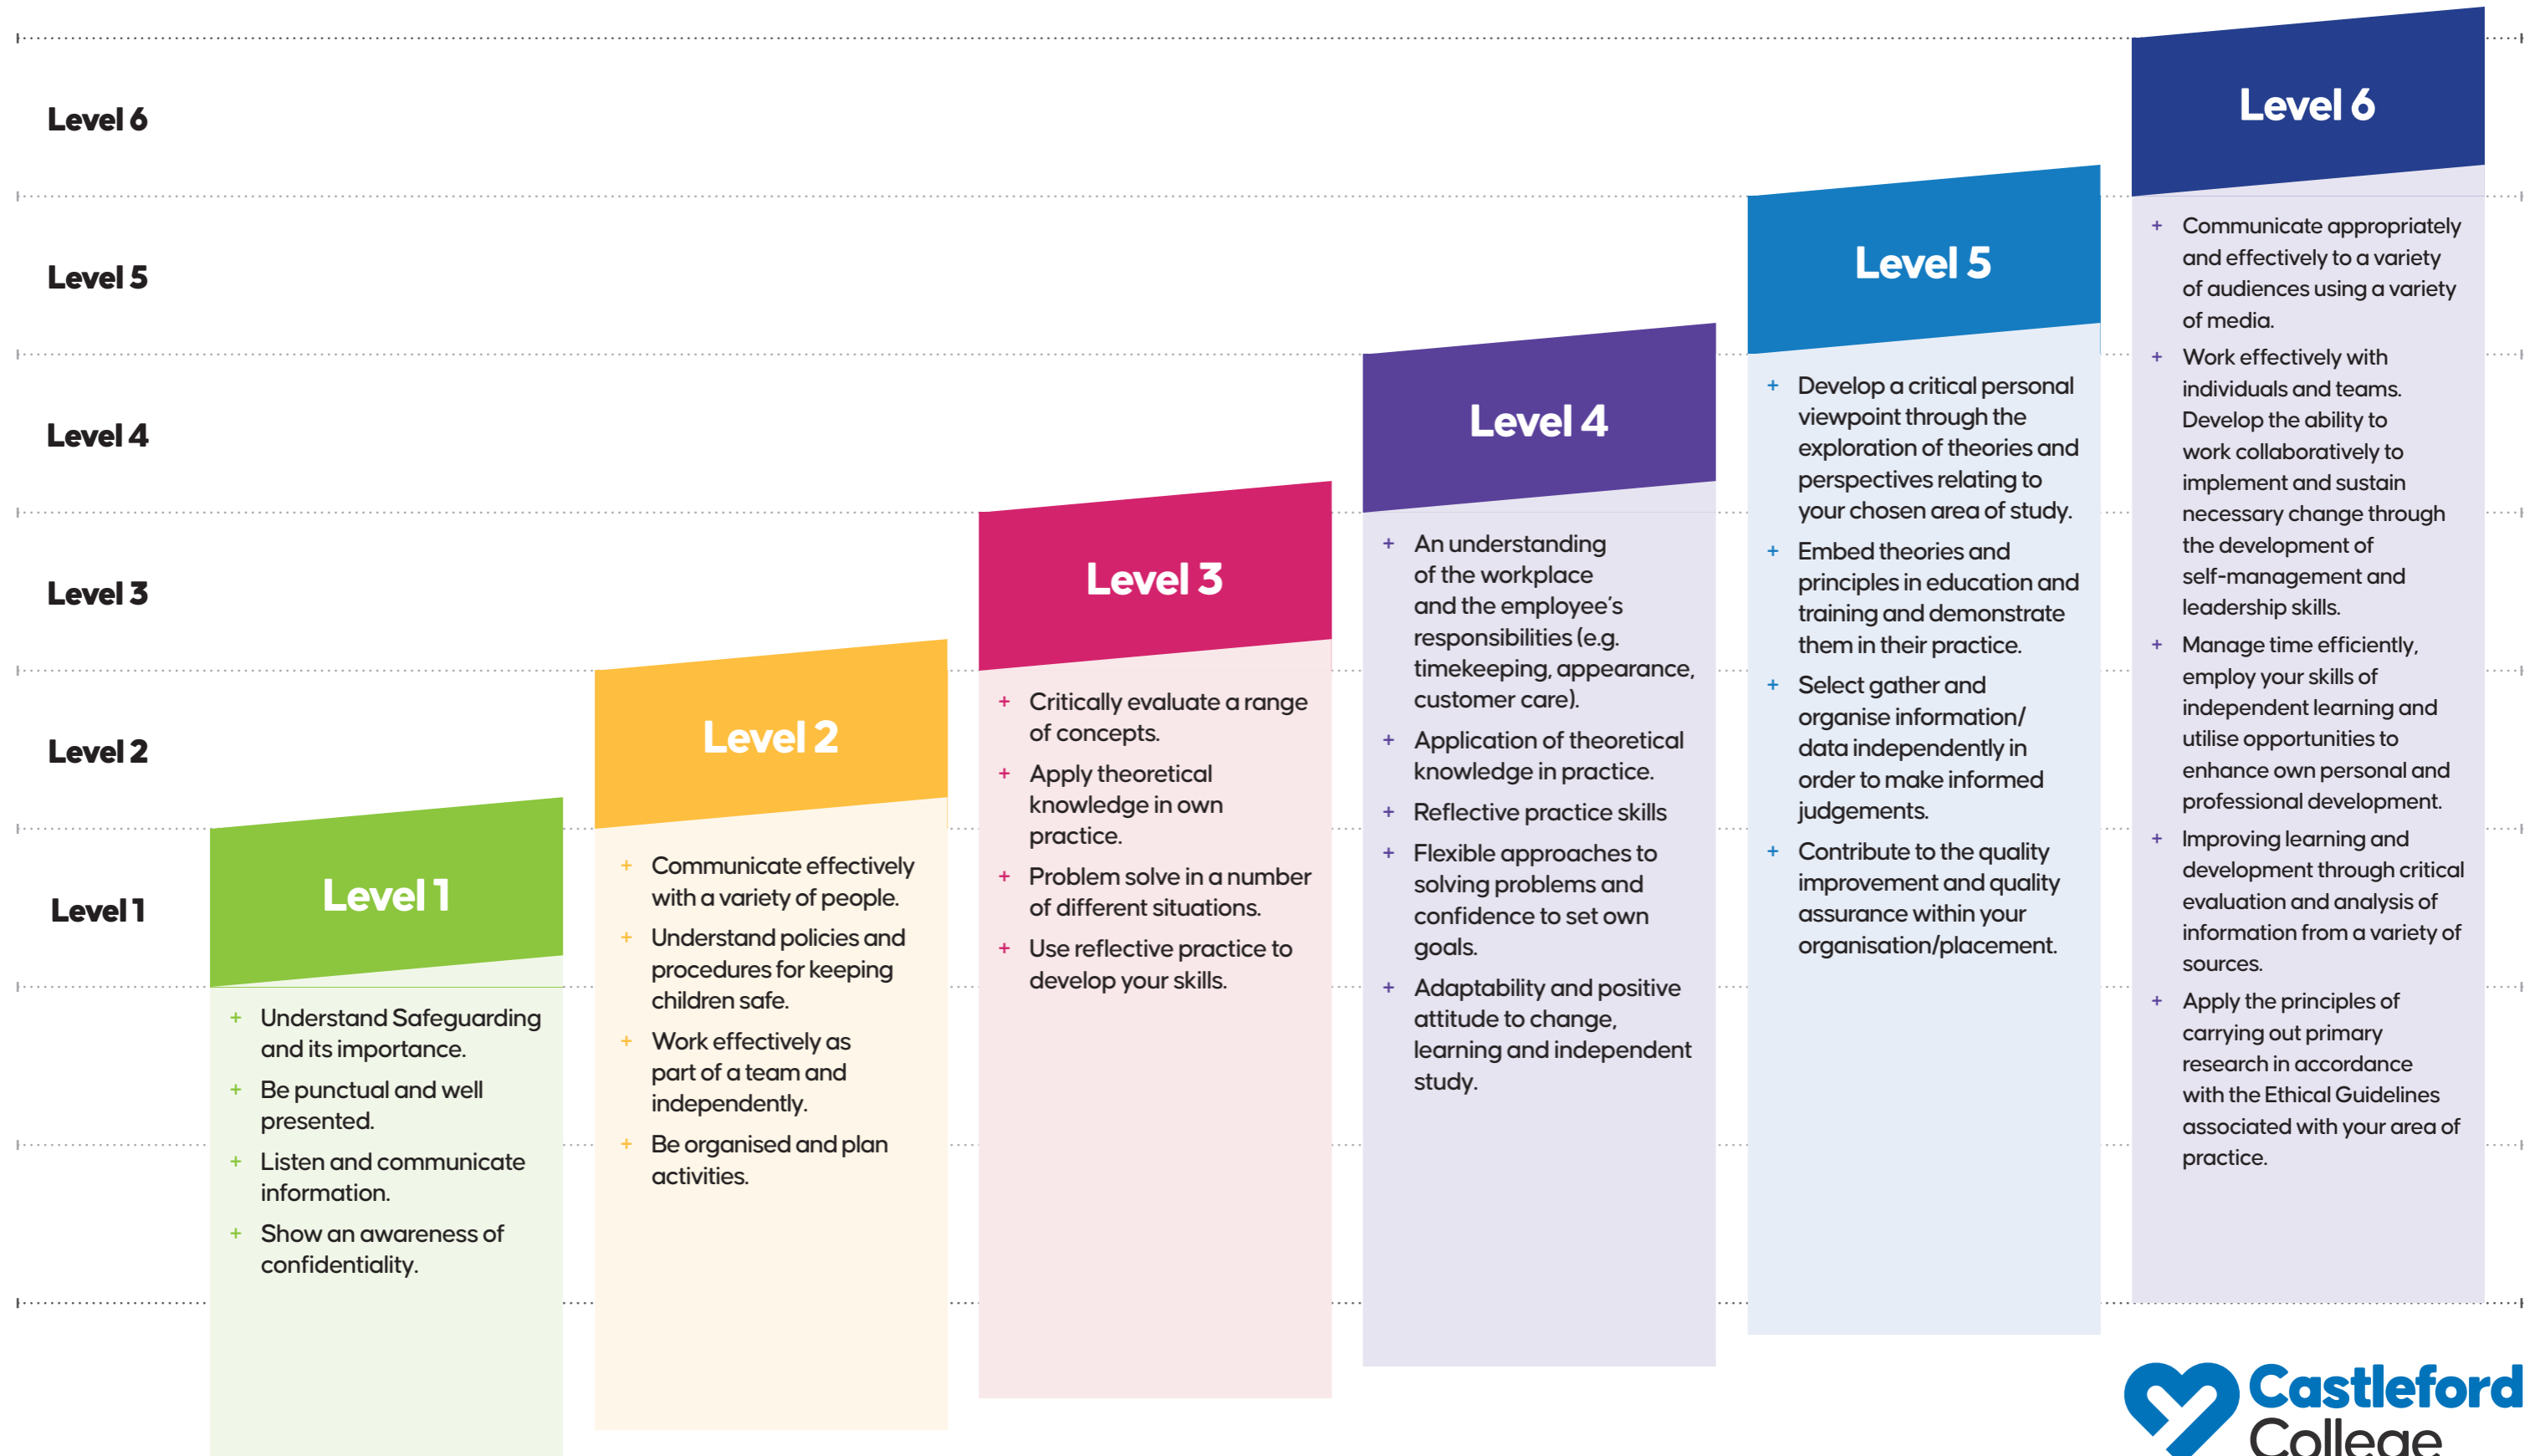 Level 6
Level 5
Level 4
Level 3
Level 2
Level 1
Level 1
+ Understand Safeguarding
and its importance.
+ Be punctual and well
presented.
+ Listen and communicate
information.
+ Show an awareness of
confidentiality.
Level 2
+ Communicate effectively
with a variety of people.
+ Understand policies and
procedures for keeping
children safe.
+ Work effectively as
part of a team and
independently.
+ Be organised and plan
activities.
Level 3
+ Critically evaluate a range
of concepts.
+ Apply theoretical
knowledge in own
practice.
+ Problem solve in a number
of different situations.
+ Use reflective practice to
develop your skills.
Level 4
+ An understanding
of the workplace
and the employee's
responsibilities (e.g.
timekeeping, appearance,
customer care).
+ Application of theoretical
knowledge in practice.
+ Reflective practice skills
+ Flexible approaches to
solving problems and
confidence to set own
goals.
+ Adaptability and positive
attitude to change,
learning and independent
study.
Level 5
+ Develop a critical personal
viewpoint through the
exploration of theories and
perspectives relating to
your chosen area of study.
+ Embed theories and
principles in education and
training and demonstrate
them in their practice.
+ Select gather and
organise information/
data independently in
order to make informed
judgements.
+ Contribute to the quality
improvement and quality
assurance within your
organisation/placement.
Level 6
+ Communicate appropriately
and effectively to a variety
of audiences using a variety
of media.
+ Work effectively with
individuals and teams.
Develop the ability to
work collaboratively to
implement and sustain
necessary change through
the development of
self-management and
leadership skills.
+ Manage time efficiently,
employ your skills of
independent learning and
utilise opportunities to
enhance own personal and
professional development.
+ Improving learning and
development through critical
evaluation and analysis of
information from a variety of
sources.
+ Apply the principles of
carrying out primary
research in accordance
with the Ethical Guidelines
associated with your area of
practice.
Castleford
College